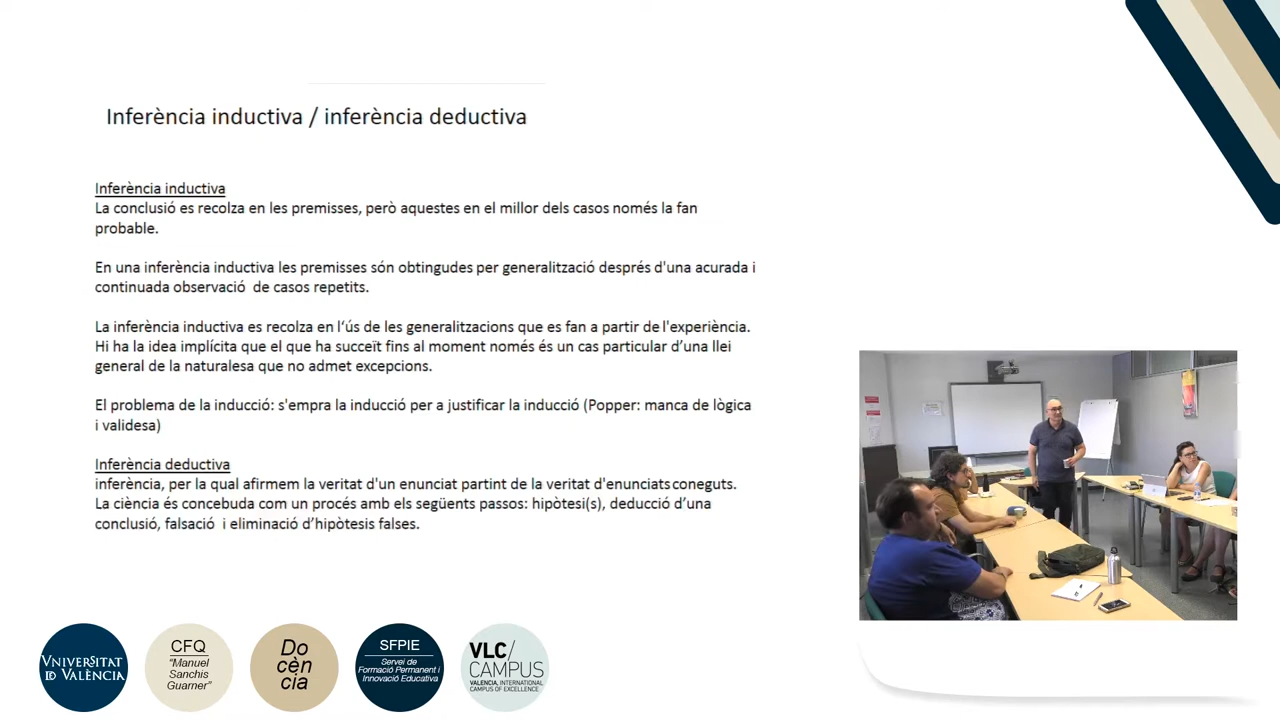 Inferència inductiva / inferència deductiva
Inferència inductiva
La conclusió es recolza en les premisses, però aquestes en el millor dels casos només la fan
probable.
En una inferència inductiva les premisses són obtingudes per generalització després d'una acurada i
continuada observació de casos repetits.
La inferència inductiva es recolza en l‘ús de les generalitzacions que es fan a partir de l'experiència.
Hi ha la idea implícita que el que ha succeït fins al moment només és un cas particular d’una llei
general de la naturalesa que no admet excepcions.
El problema de la inducció: s'empra la inducció per a justificar la inducció (Popper: manca de lògica
i validesa)
Inferència deductiva
inferència, per la qual afirmem la veritat d'un enunciat partint de la veritat d'enunciats coneguts.
La ciència és concebuda com un procés amb els següents passos: hipòtesi(s), deducció d’una
conclusió, falsació i eliminació d’hipòtesis falses.
VNIVERSITAT
ID VALÈNCIA
CFQ
“Manuel
Sanchis
Guarner”
Do
cèn
cia
SFPIE
Servei de
Formació Permanent i
Innovació Educativa
VLC/
CAMPUS
VALENCIA, INTERNATIONAL
CAMPUS OF EXCELLENCE